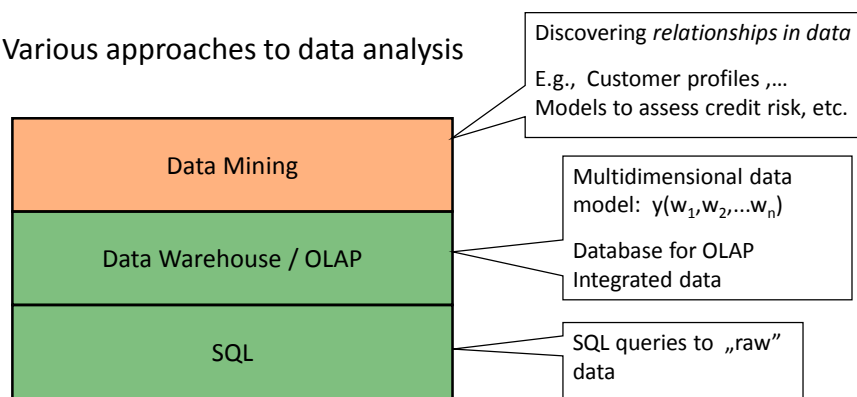 Various approaches to data analysis
Discovering relationships in data
E.g., Customer profiles ,...
Models to assess credit risk, etc.
Data Mining
Multidimensional data
model: y(w₁,w₂,...wₙ)
Database for OLAP
Integrated data
Data Warehouse / OLAP
SQL queries to „raw”
data
SQL